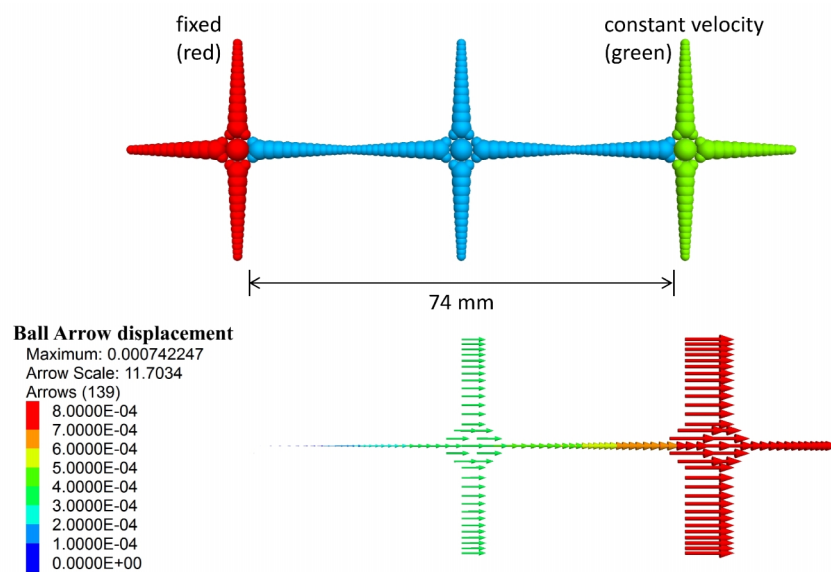 fixed
(red)
constant velocity
(green)
74 mm
Ball Arrow displacement
Maximum: 0.000742247
Arrow Scale: 11.7034
Arrows (139)
8.0000E-04
7.0000E-04
6.0000E-04
5.0000E-04
4.0000E-04
3.0000E-04
2.0000E-04
1.0000E-04
0.0000E+00